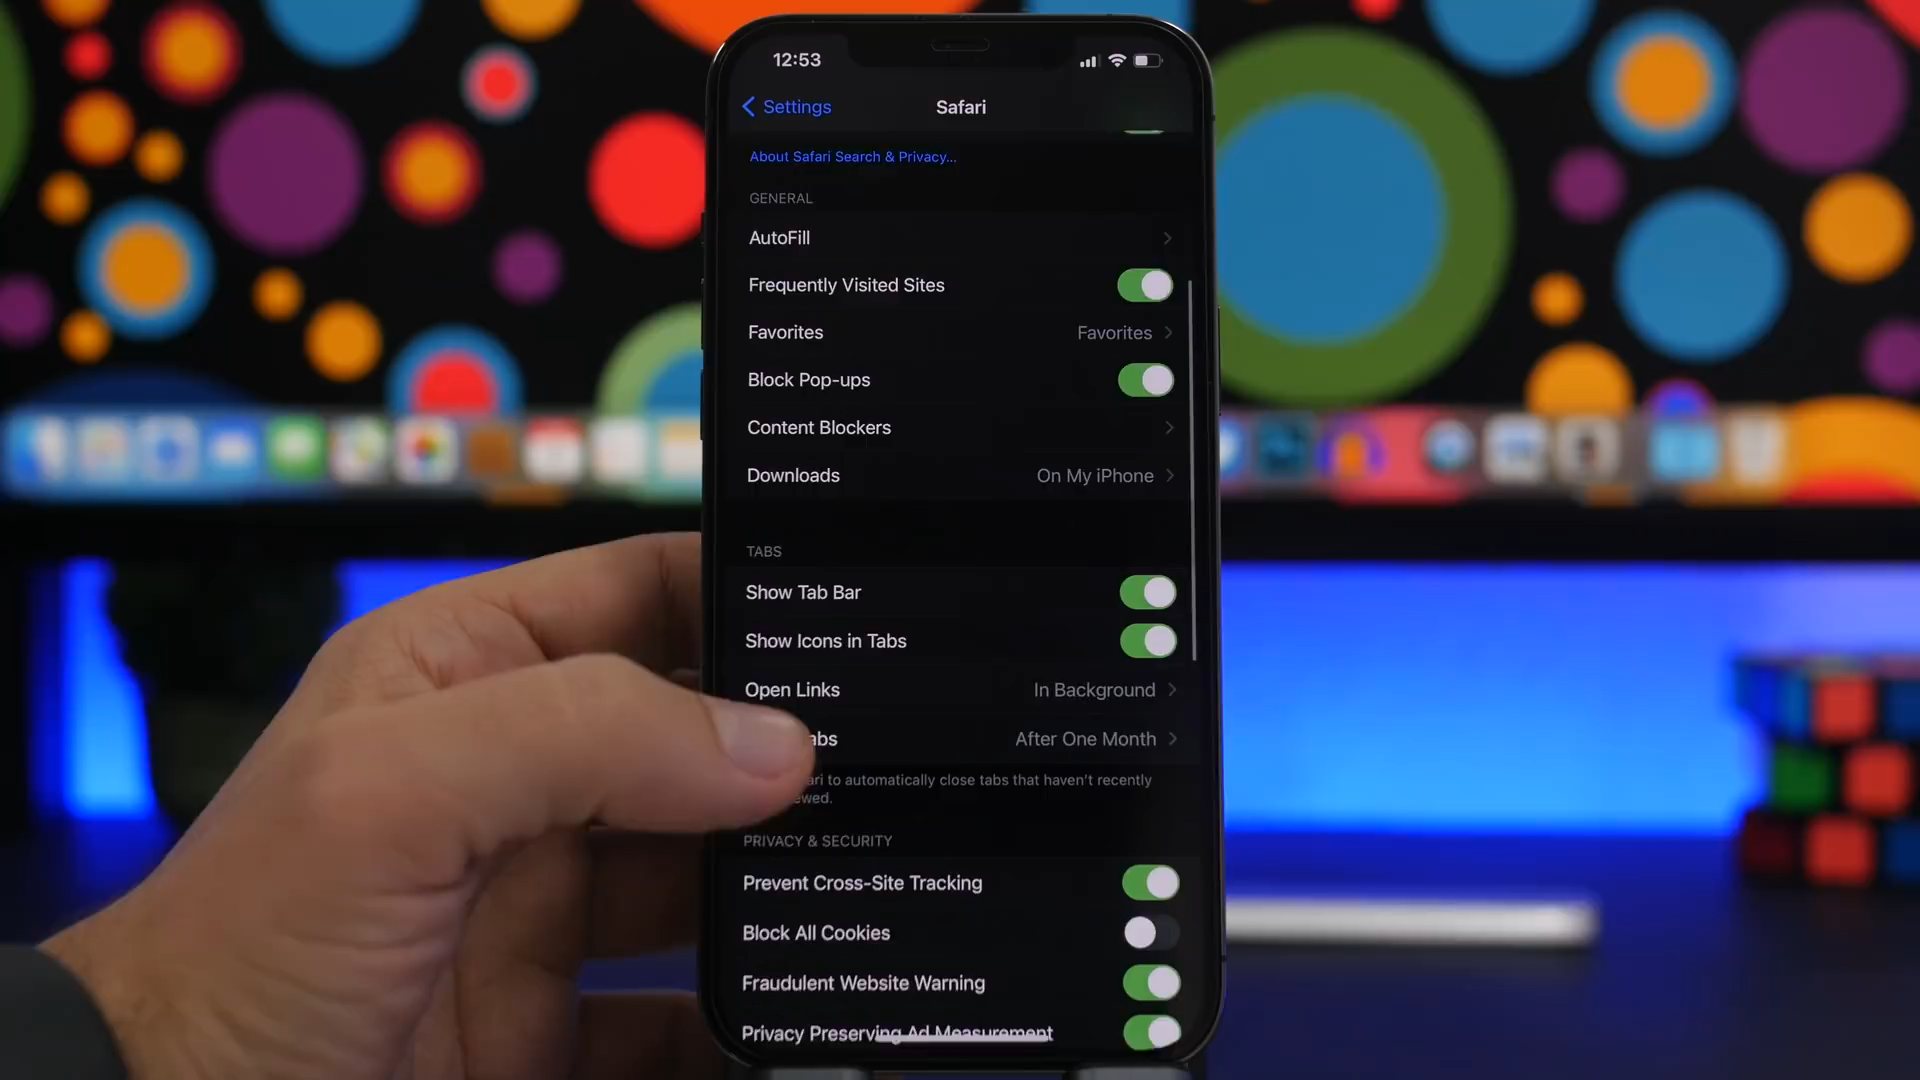 12:53
Settings
Safari
About Safari Search & Privacy...
GENERAL
AutoFill
Frequently Visited Sites
Favorites Favorites
Block Pop-ups
Content Blockers
Downloads On My iPhone
TABS
Show Tab Bar
Show Icons in Tabs
Open Links In Background
abs After One Month
ari to automatically close tabs that haven't recently
ewed.
PRIVACY & SECURITY
Prevent Cross-Site Tracking
Block All Cookies
Fraudulent Website Warning
Privacy Preserving Ad Measurement